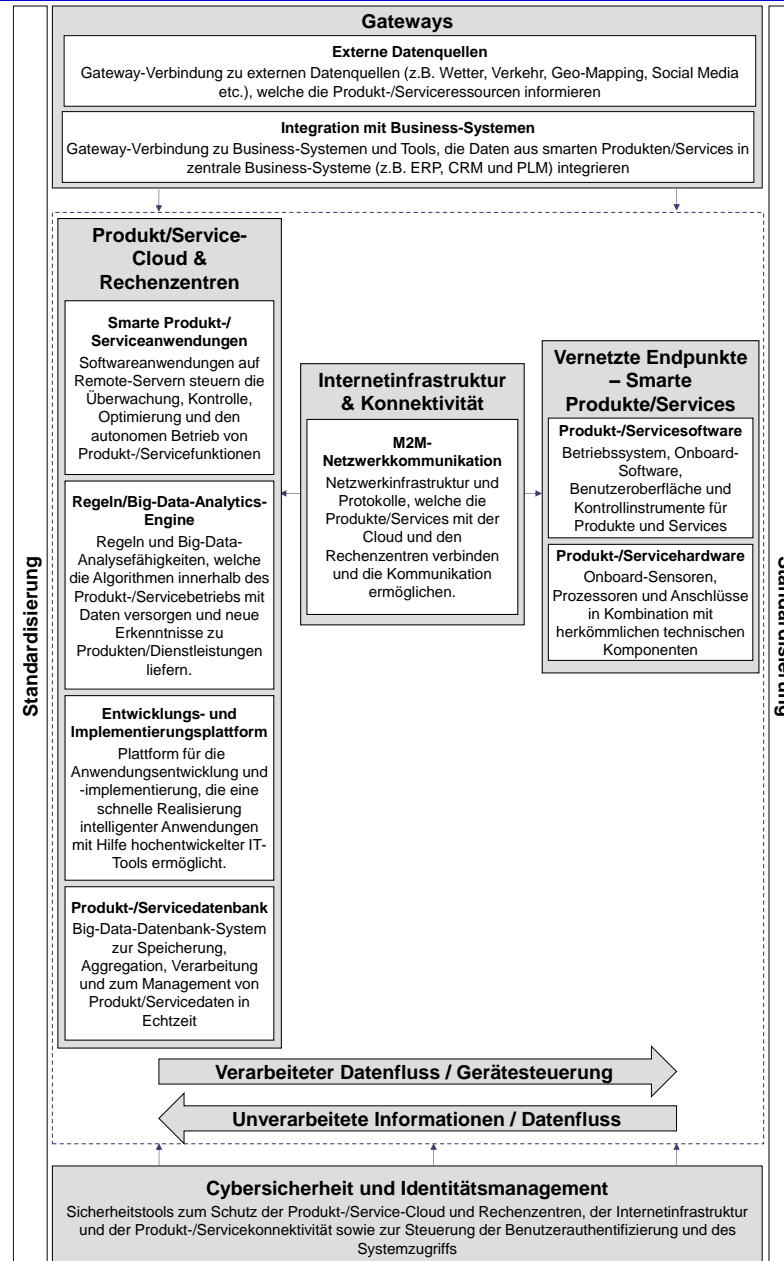 Gateways
Externe Datenquellen
Gateway-Verbindung zu externen Datenquellen (z.B. Wetter, Verkehr, Geo-Mapping, Social Media
etc.), welche die Produkt-/Serviceressourcen informieren
Integration mit Business-Systemen
Gateway-Verbindung zu Business-Systemen und Tools, die Daten aus smarten Produkten/Services in
zentrale Business-Systeme (z.B. ERP, CRM und PLM) integrieren
Standardisierung
Produkt/Service-
Cloud &
Rechenzentren
Smarte Produkt-/
Serviceanwendungen
Softwareanwendungen auf
Remote-Servern steuern die
Überwachung, Kontrolle,
Optimierung und den
autonomen Betrieb von
Produkt-/Servicefunktionen
Regeln/Big-Data-Analytics-
Engine
Regeln und Big-Data-
Analysefähigkeiten, welche
die Algorithmen innerhalb des
Produkt-/Servicebetriebs mit
Daten versorgen und neue
Erkenntnisse zu
Produkten/Dienstleistungen
liefern.
Entwicklungs- und
Implementierungsplattform
Plattform für die
Anwendungsentwicklung und
-implementierung, die eine
schnelle Realisierung
intelligenter Anwendungen
mit Hilfe hochentwickelter IT-
Tools ermöglicht.
Produkt-/Servicedatenbank
Big-Data-Datenbank-System
zur Speicherung,
Aggregation, Verarbeitung
und zum Management von
Produkt/Servicedaten in
Echtzeit
Internetinfrastruktur
& Konnektivität
M2M-
Netzwerkkommunikation
Netzwerkinfrastruktur und
Protokolle, welche die
Produkte/Services mit der
Cloud und den
Rechenzentren verbinden
und die Kommunikation
ermöglichen.
Vernetzte Endpunkte
– Smarte
Produkte/Services
Produkt-/Servicesoftware
Betriebssystem, Onboard-
Software,
Benutzeroberfläche und
Kontrollinstrumente für
Produkte und Services
Produkt-/Servicehardware
Onboard-Sensoren,
Prozessoren und Anschlüsse
in Kombination mit
herkömmlichen technischen
Komponenten
Standardisierung
Verarbeiteter Datenfluss / Gerätesteuerung
Unverarbeitete Informationen / Datenfluss
Cybersicherheit und Identitätsmanagement
Sicherheitstools zum Schutz der Produkt-/Service-Cloud und Rechenzentren, der Internetinfrastruktur
und der Produkt-/Servicekonnektivität sowie zur Steuerung der Benutzerauthentifizierung und des
Systemzugriffs